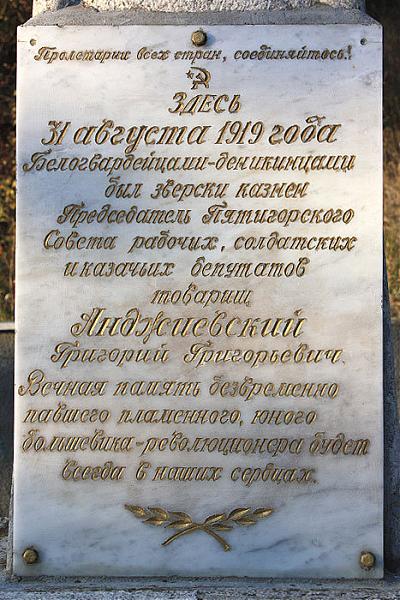 Пролетарии всех стран, соединяйтесь!
ЗДЕСЬ
31 августа 1919 года
Белогвардейцами-деникинцами
был зверски казнен
Председатель Пятигорского
Совета рабочих, солдатских
и казачьих депутатов
товарищ
Анджиевский
Григорий Григорьевич.
Вечная память безвременно
павшего пламенного, юного
большевика-революционера будет
всегда в наших сердцах.